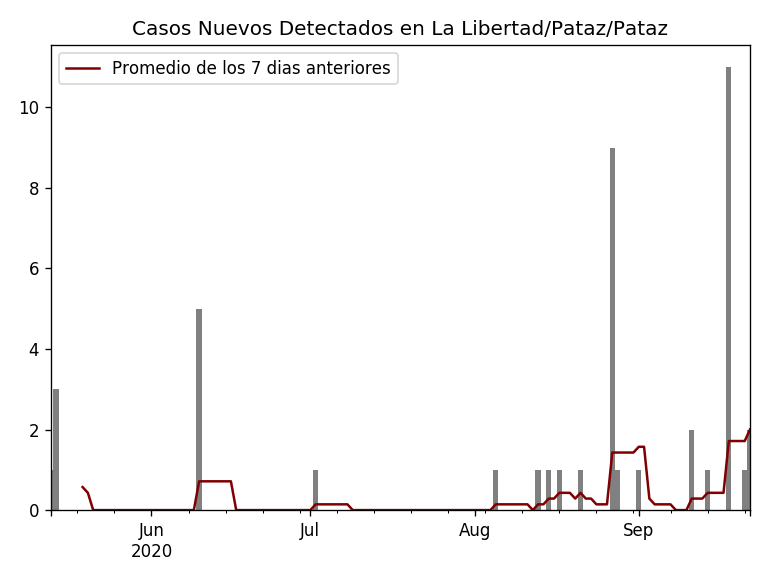 Casos Nuevos Detectados en La Libertad/Pataz/Pataz
Promedio de los 7 dias anteriores
10
8
6
4
2
0
Jun
2020
Jul
Aug
Sep